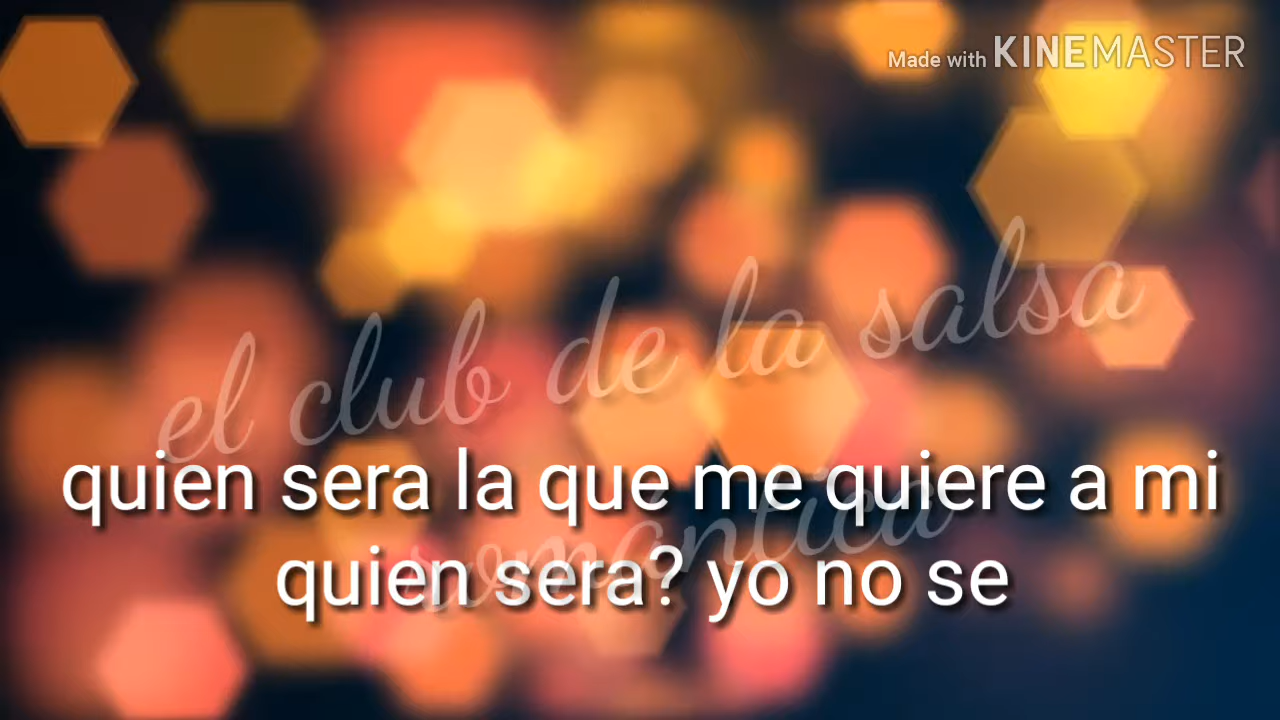 Made with KINEMASTER
el club de la salsa
romántica
quien sera la que me quiere a mi
quien sera? yo no se